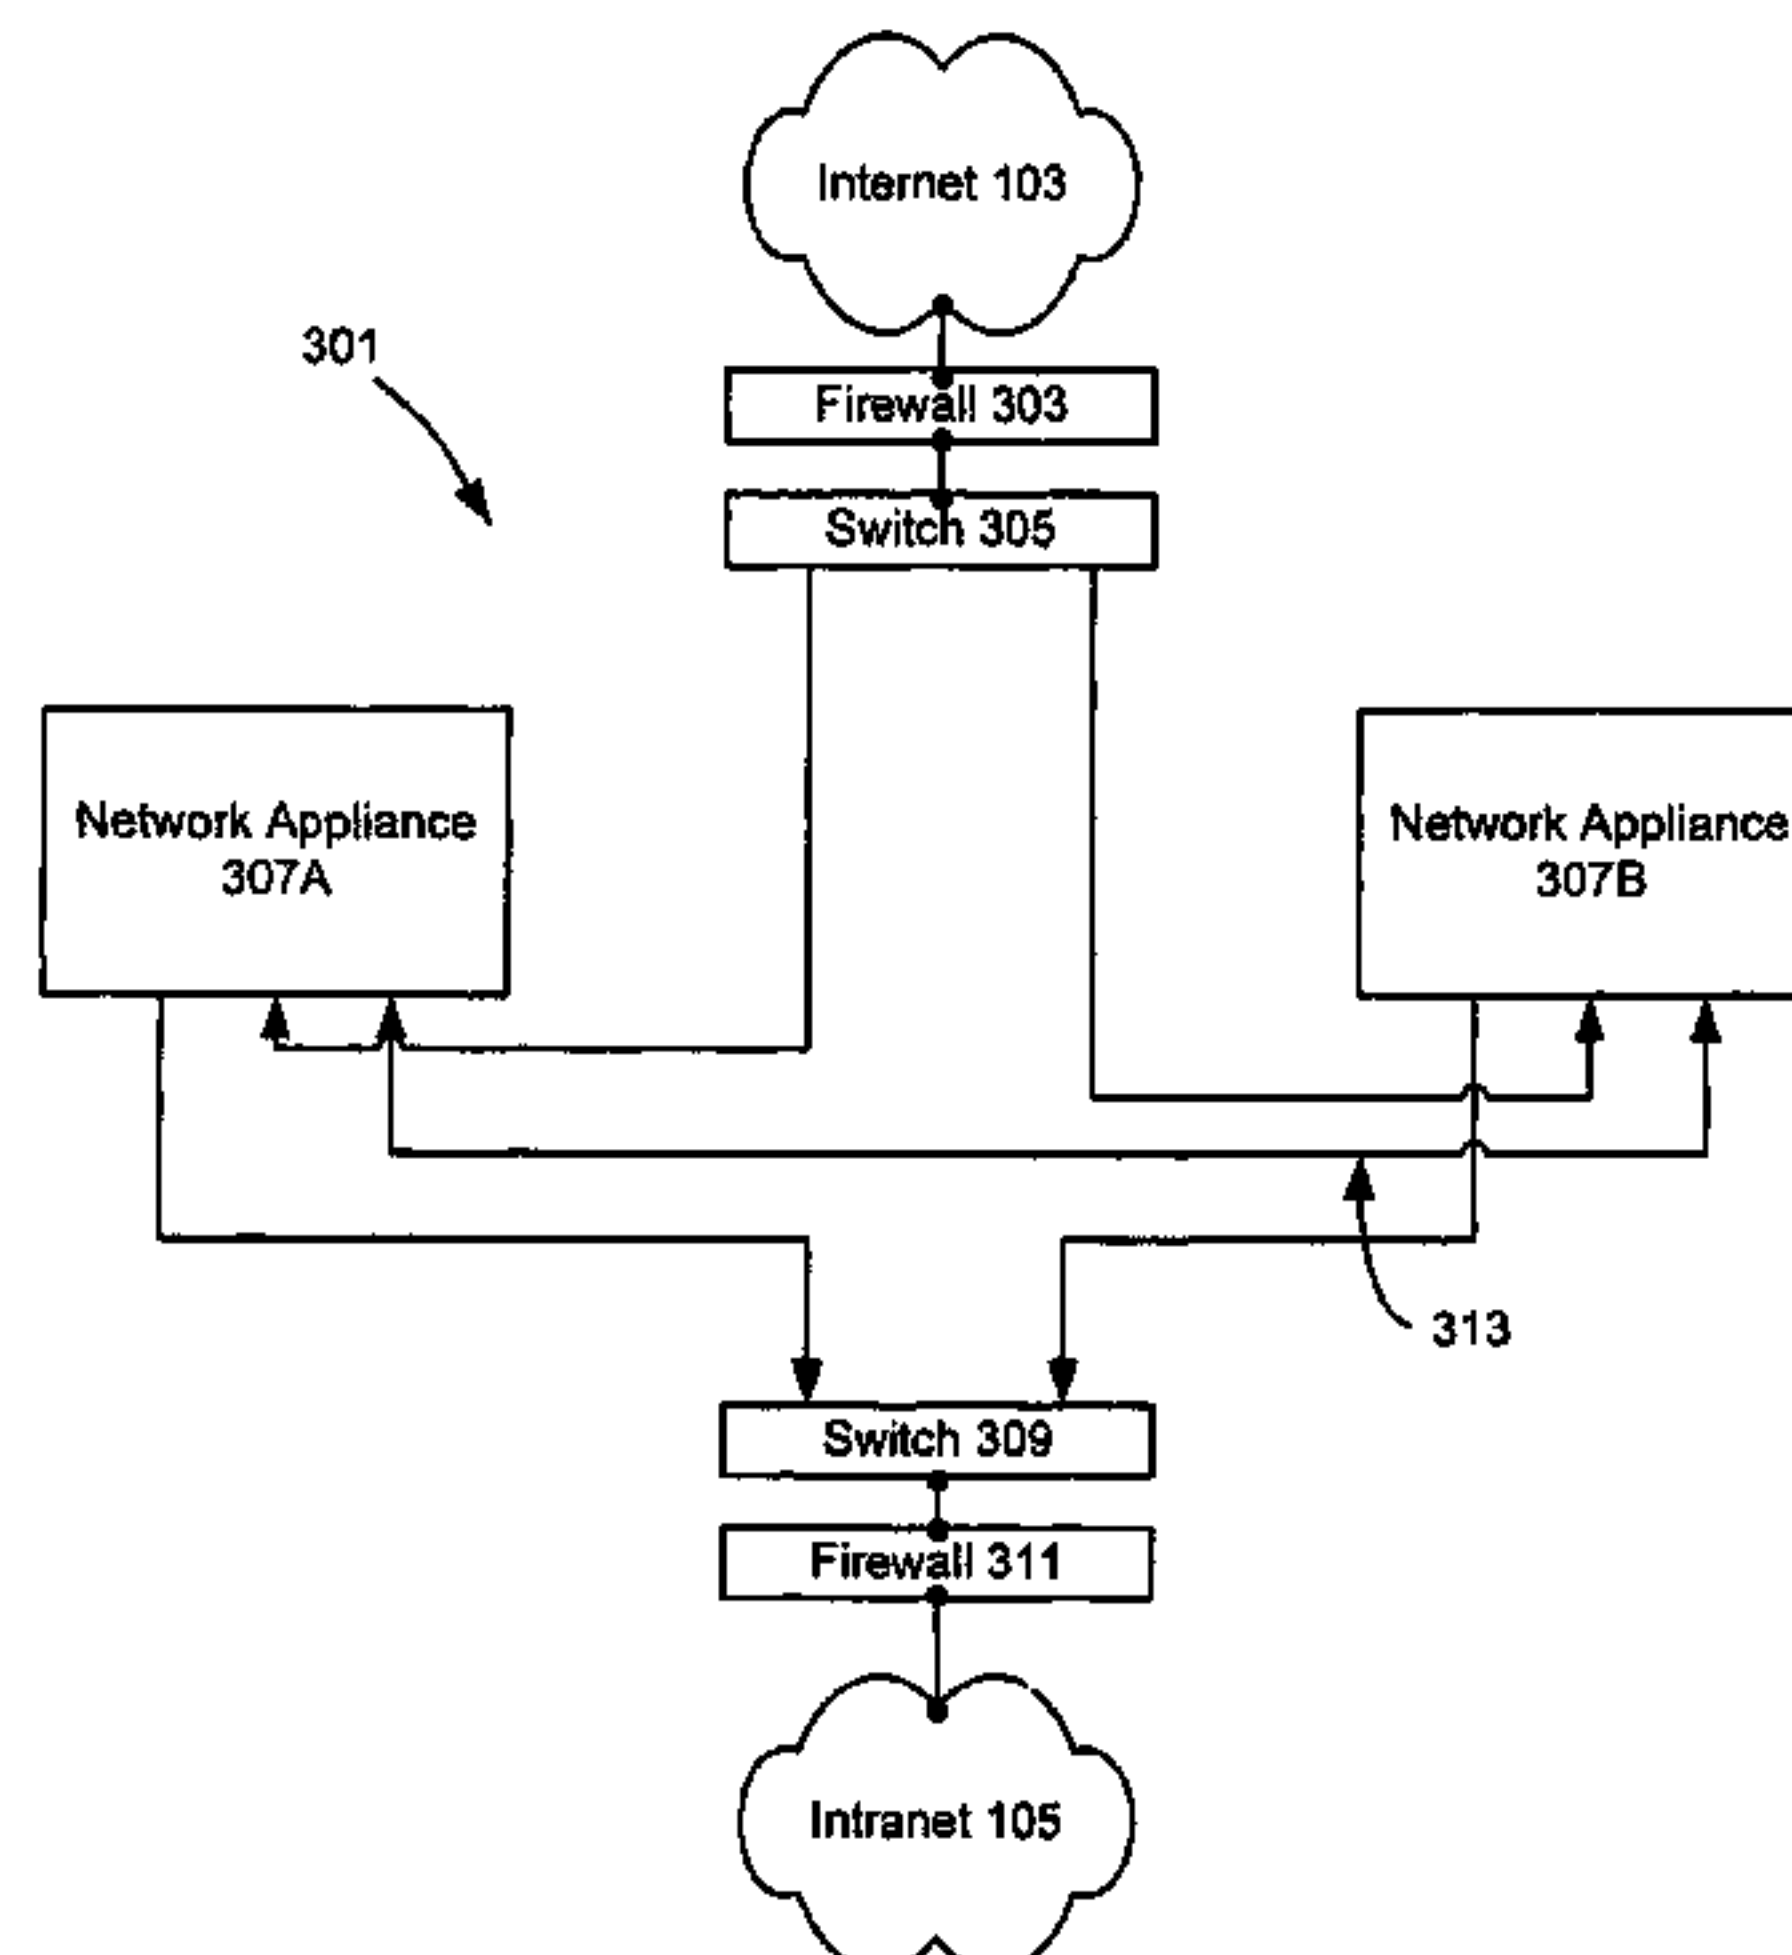 Internet 103
301
Firewall 303
Switch 305
Network Appliance
307A
Network Appliance
307B
313
Switch 309
Firewall 311
Intranet 105